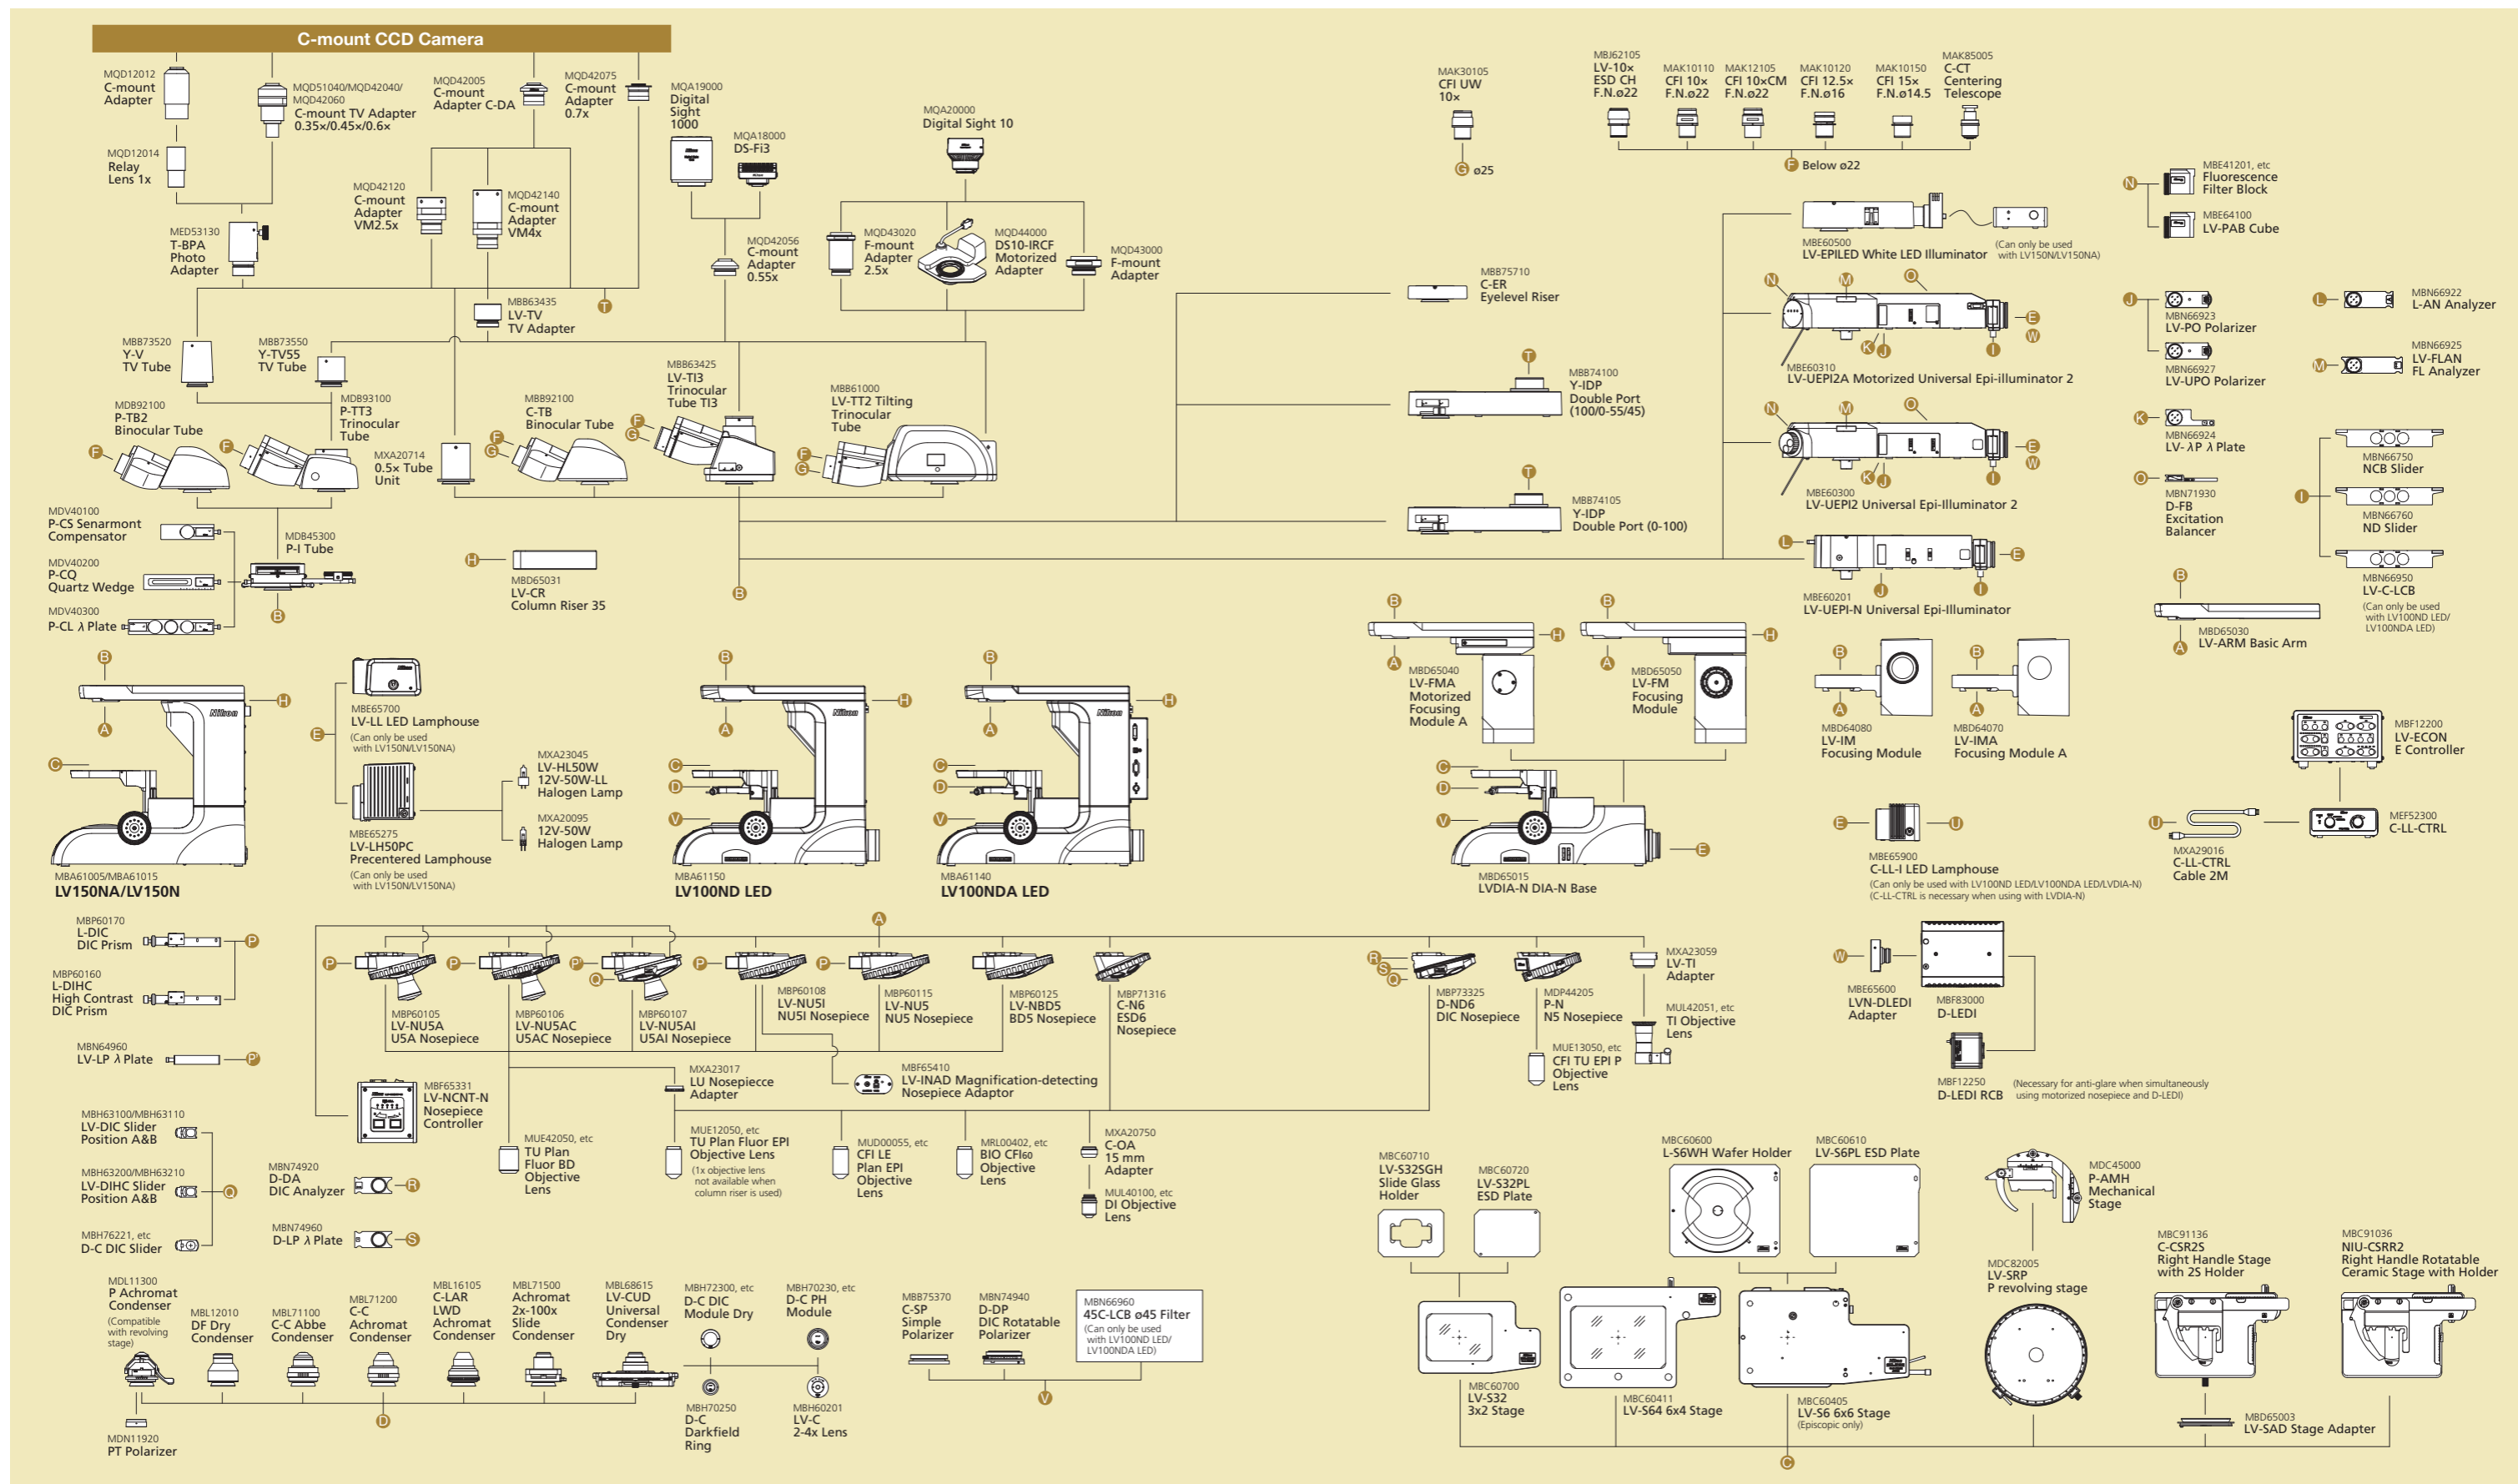 C-mount CCD Camera
MQD12012
C-mount
Adapter
MQD51040/MQD42040/
MQD42060
C-mount TV Adapter
0.35×/0.45×/0.6×
MQD42005
C-mount
Adapter C-DA
MQD42075
C-mount
Adapter
0.7x
MQA19000
Digital
Sight
1000
MQA18000
DS-Fi3
MQA20000
Digital Sight 10
MAK30105
CFI UW
10×
G ø25
MBJ62105
LV-10×
ESD CH
F.N.ø22
MAK10110
CFI 10×
F.N.ø22
MAK12105
CFI 10×CM
F.N.ø22
MAK10120
CFI 12.5×
F.N.ø16
MAK10150
CFI 15×
F.N.ø14.5
MAK85005
C-CT
Centering
Telescope
F Below ø22
MQD12014
Relay
Lens 1x
MED53130
T-BPA
Photo
Adapter
MQD42120
C-mount
Adapter
VM2.5x
MQD42140
C-mount
Adapter
VM4x
MQD42056
C-mount
Adapter
0.55x
MQD43020
F-mount
Adapter
2.5x
MQD44000
DS10-IRCF
Motorized
Adapter
MQD43000
F-mount
Adapter
T
MBB63435
LV-TV
TV Adapter
MBB73520
Y-V
TV Tube
MBB73550
Y-TV55
TV Tube
MDB92100
P-TB2
Binocular Tube
F
MDB93100
P-TT3
Trinocular
Tube
F
MXA20714
0.5× Tube
Unit
MBB92100
C-TB
Binocular Tube
F
G
MBB63425
LV-TI3
Trinocular
Tube TI3
F
G
MBB61000
LV-TT2 Tilting
Trinocular
Tube
F
G
MBB75710
C-ER
Eyelevel Riser
T
MBB74100
Y-IDP
Double Port
(100/0-55/45)
T
MBB74105
Y-IDP
Double Port (0-100)
MBE60500
LV-EPILED White LED Illuminator
(Can only be used
with LV150N/LV150NA)
N
M
O
E
W
K
J
I
MBE60310
LV-UEPI2A Motorized Universal Epi-illuminator 2
N
M
O
E
W
K
J
I
MBE60300
LV-UEPI2 Universal Epi-Illuminator 2
L
E
J
I
MBE60201
LV-UEPI-N Universal Epi-Illuminator
N
MBE41201, etc
Fluorescence
Filter Block
MBE64100
LV-PAB Cube
J
MBN66923
LV-PO Polarizer
MBN66927
LV-UPO Polarizer
L
MBN66922
L-AN Analyzer
M
MBN66925
LV-FLAN
FL Analyzer
K
MBN66924
LV- λP λ Plate
O
MBN71930
D-FB
Excitation
Balancer
I
MBN66750
NCB Slider
MBN66760
ND Slider
MBN66950
LV-C-LCB
(Can only be used
with LV100ND LED/
LV100NDA LED)
MDV40100
P-CS Senarmont
Compensator
MDV40200
P-CQ
Quartz Wedge
MDV40300
P-CL λ Plate
MDB45300
P-I Tube
B
H
MBD65031
LV-CR
Column Riser 35
B
B
A
MBD65030
LV-ARM Basic Arm
B
H
A
C
Nikon
MBA61005/MBA61015
LV150NA/LV150N
E
MBE65700
LV-LL LED Lamphouse
(Can only be used
with LV150N/LV150NA)
MBE65275
LV-LH50PC
Precentered Lamphouse
(Can only be used
with LV150N/LV150NA)
MXA23045
LV-HL50W
12V-50W-LL
Halogen Lamp
MXA20095
12V-50W
Halogen Lamp
B
H
A
C
D
V
Nikon
MBA61150
LV100ND LED
B
H
A
C
D
V
Nikon
MBA61140
LV100NDA LED
B
H
A
MBD65040
LV-FMA
Motorized
Focusing
Module A
B
H
A
MBD65050
LV-FM
Focusing
Module
C
D
V
E
MBD65015
LVDIA-N DIA-N Base
B
A
MBD64080
LV-IM
Focusing Module
B
A
MBD64070
LV-IMA
Focusing Module A
MBF12200
LV-ECON
E Controller
E
U
MBE65900
C-LL-I LED Lamphouse
(Can only be used with LV100ND LED/LV100NDA LED/LVDIA-N)
(C-LL-CTRL is necessary when using with LVDIA-N)
U
MXA29016
C-LL-CTRL
Cable 2M
MEF52300
C-LL-CTRL
MBP60170
L-DIC
DIC Prism
P
MBP60160
L-DIHC
High Contrast
DIC Prism
MBN64960
LV-LP λ Plate
P'
A
P
MBP60105
LV-NU5A
U5A Nosepiece
P
MBP60106
LV-NU5AC
U5AC Nosepiece
P'
Q
MBP60107
LV-NU5AI
U5AI Nosepiece
P
MBP60108
LV-NU5I
NU5I Nosepiece
P
MBP60115
LV-NU5
NU5 Nosepiece
MBP60125
LV-NBD5
BD5 Nosepiece
MBP71316
C-N6
ESD6
Nosepiece
R
S
Q
MBP73325
D-ND6
DIC Nosepiece
MDP44205
P-N
N5 Nosepiece
MXA23059
LV-TI
Adapter
MUL42051, etc
TI Objective
Lens
MUE13050, etc
CFI TU EPI P
Objective
Lens
W
MBE65600
LVN-DLEDI
Adapter
MBF83000
D-LEDI
MBF12250
D-LEDI RCB
(Necessary for anti-glare when simultaneously
using motorized nosepiece and D-LEDI)
MBF65331
LV-NCNT-N
Nosepiece
Controller
MXA23017
LU Nosepiecce
Adapter
MBF65410
LV-INAD Magnification-detecting
Nosepiece Adaptor
MBH63100/MBH63110
LV-DIC Slider
Position A&B
MBH63200/MBH63210
LV-DIHC Slider
Position A&B
Q
MBH76221, etc
D-C DIC Slider
MBN74920
D-DA
DIC Analyzer
R
MBN74960
D-LP λ Plate
S
MUE42050, etc
TU Plan
Fluor BD
Objective
Lens
MUE12050, etc
TU Plan Fluor EPI
Objective Lens
(1x objective lens
not available when
column riser is used)
MUD00055, etc
CFI LE
Plan EPI
Objective
Lens
MRL00402, etc
BIO CFI60
Objective
Lens
MXA20750
C-OA
15 mm
Adapter
MUL40100, etc
DI Objective
Lens
MBC60710
LV-S32SGH
Slide Glass
Holder
MBC60720
LV-S32PL
ESD Plate
MBC60600
L-S6WH Wafer Holder
MBC60610
LV-S6PL ESD Plate
MDC45000
P-AMH
Mechanical
Stage
MDC82005
LV-SRP
P revolving stage
MBC91136
C-CSR2S
Right Handle Stage
with 2S Holder
MBC91036
NIU-CSRR2
Right Handle Rotatable
Ceramic Stage with Holder
MDL11300
P Achromat
Condenser
(Compatible
with revolving
stage)
MBL12010
DF Dry
Condenser
MBL71100
C-C Abbe
Condenser
MBL71200
C-C
Achromat
Condenser
MBL16105
C-LAR
LWD
Achromat
Condenser
MBL71500
Achromat
2x-100x
Slide
Condenser
MBL68615
LV-CUD
Universal
Condenser
Dry
MBH72300, etc
D-C DIC
Module Dry
MBH70230, etc
D-C PH
Module
MBH70250
D-C
Darkfield
Ring
MBH60201
LV-C
2-4x Lens
D
MDN11920
PT Polarizer
MBB75370
C-SP
Simple
Polarizer
MBN74940
D-DP
DIC Rotatable
Polarizer
MBN66960
45C-LCB ø45 Filter
(Can only be used
with LV100ND LED/
LV100NDA LED)
V
MBC60700
LV-S32
3x2 Stage
MBC60411
LV-S64 6x4 Stage
MBC60405
LV-S6 6x6 Stage
(Episcopic only)
MBD65003
LV-SAD Stage Adapter
C